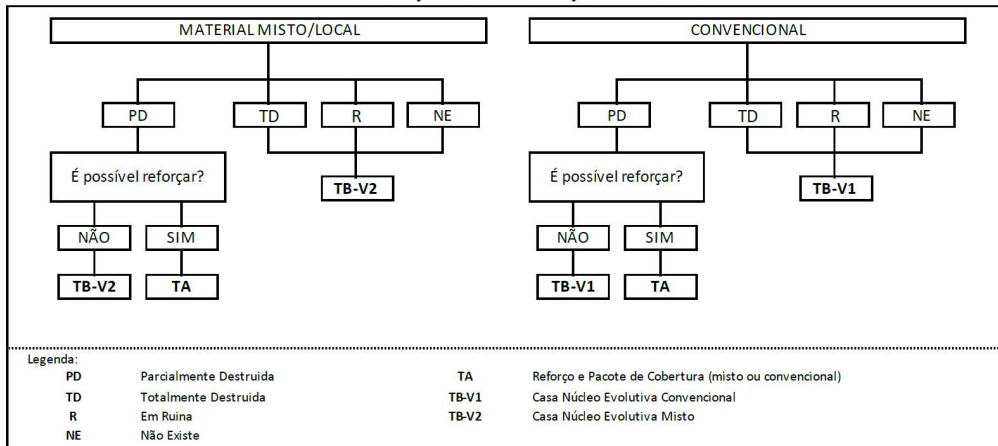 MATERIAL MISTO/LOCAL
PD TD R NE
É possível reforçar?
TB-V2
NÃO SIM
TB-V2 TA
CONVENCIONAL
PD TD R NE
É possível reforçar?
TB-V1
NÃO SIM
TB-V1 TA
Legenda:
PD Parcialmente Destruida
TD Totalmente Destruida
R Em Ruina
NE Não Existe
TA Reforço e Pacote de Cobertura (misto ou convencional)
TB-V1 Casa Núcleo Evolutiva Convencional
TB-V2 Casa Núcleo Evolutiva Misto